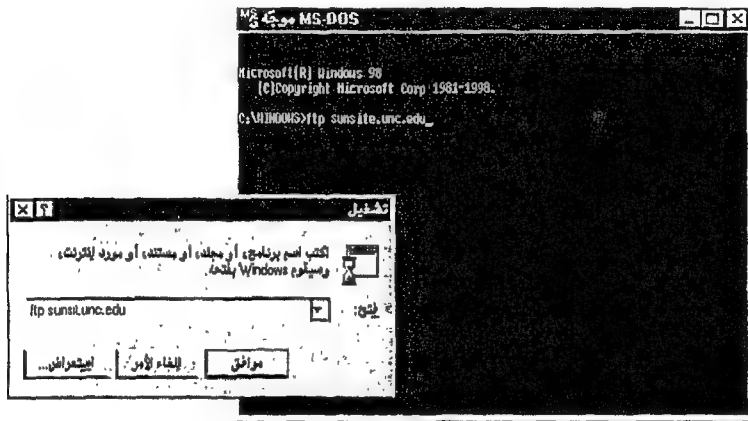 موجّه MS-DOS
Microsoft(R) Windows 98
(C)Copyright Microsoft Corp 1981-1998.
C:\WINDOWS>ftp sunsite.unc.edu_
تشغيل
اكتب اسم برنامج، أو مجلد، أو مستند، أو مورد إنترنت،
وسيقوم Windows بفتحه.
فتح:
ftp sunsit.unc.edu
موافق
إلغاء الأمر
استعراض...